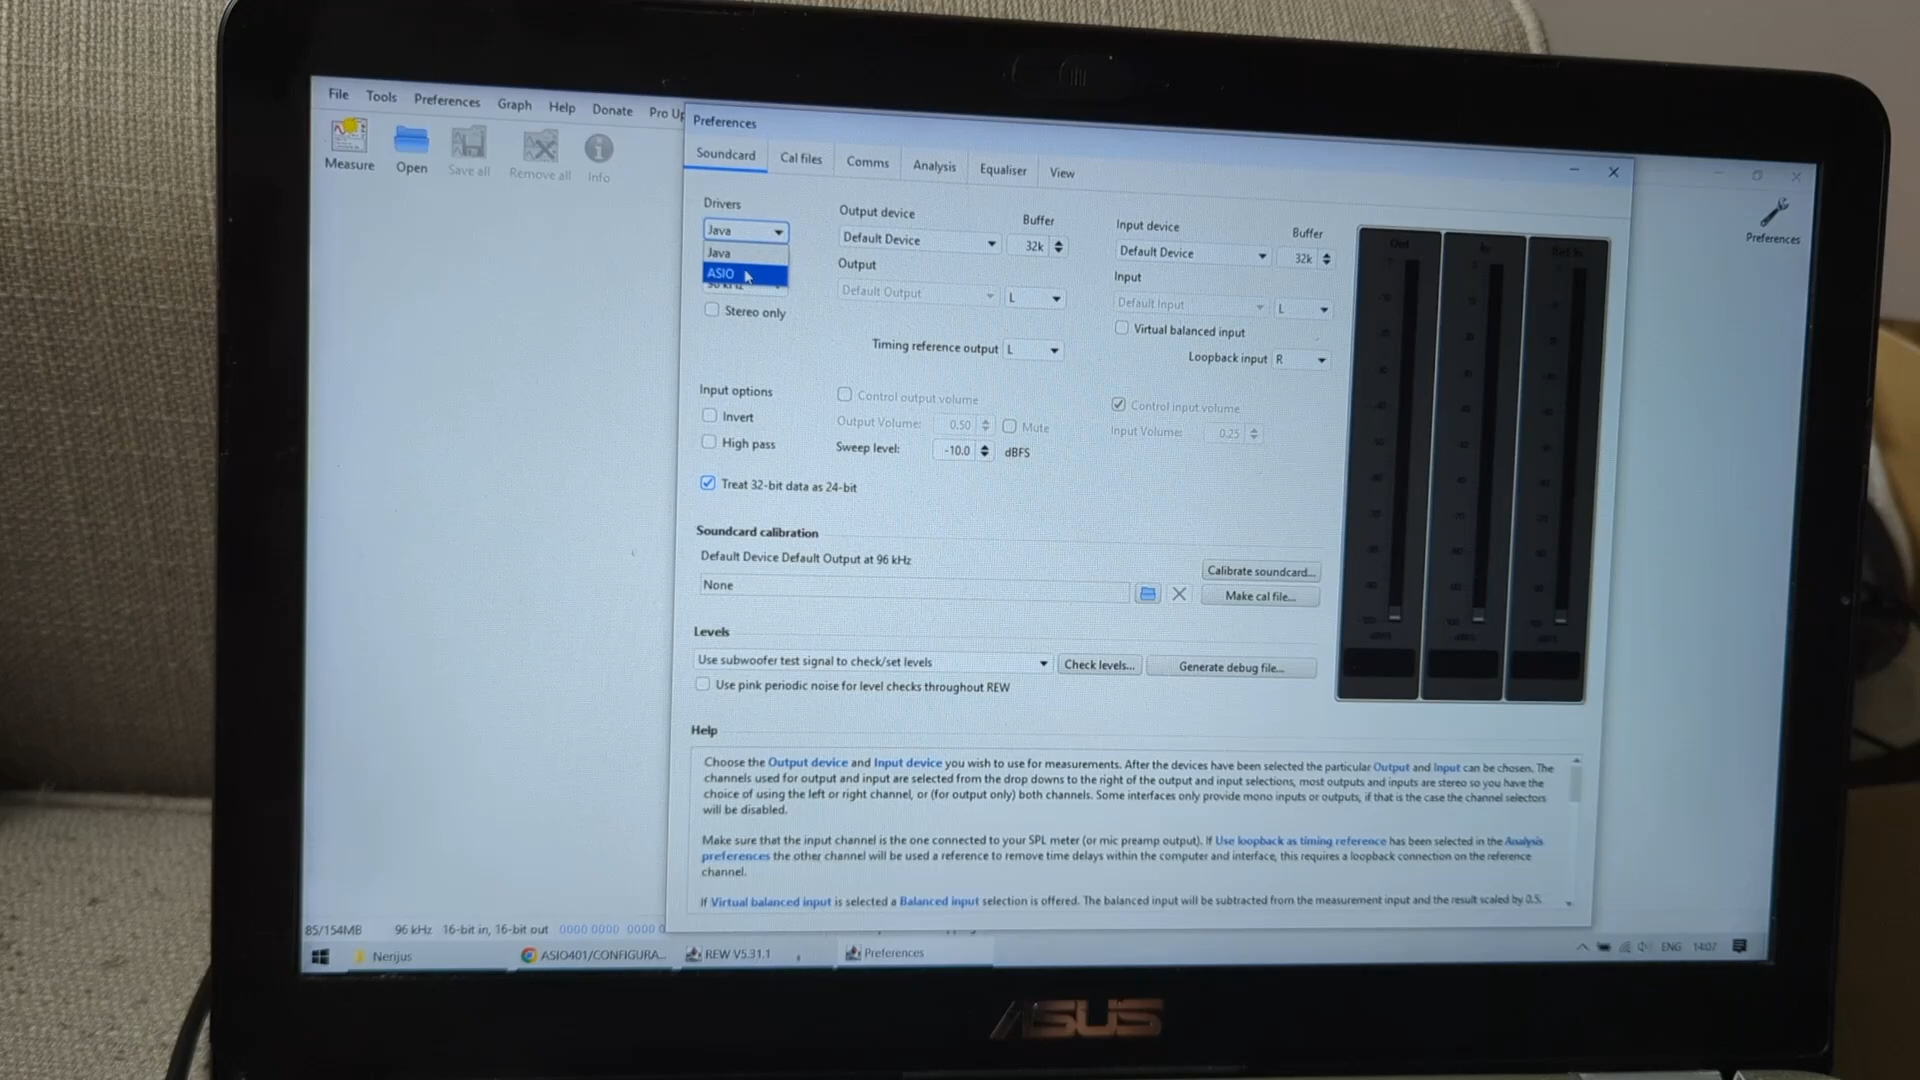 File Tools Preferences Graph Help Donate Pro Up
Measure Open Save all Remove all Info
Preferences
Preferences
Soundcard Cal files Comms Analysis Equaliser View
Drivers
Java
Java
ASIO
Stereo only
Output device Buffer
Default Device 32k
Output
Default Output L
Timing reference output L
Input device Buffer
Default Device 32k
Input
Default Input L
Virtual balanced input
Loopback input R
Input options
Invert
High pass
Control output volume
Output Volume: 0.50 Mute
Sweep level: -10.0 dBFS
Control input volume
Input Volume: 0.25
Treat 32-bit data as 24-bit
Soundcard calibration
Default Device Default Output at 96 kHz
None
Calibrate soundcard...
Make cal file...
Levels
Use subwoofer test signal to check/set levels Check levels... Generate debug file...
Use pink periodic noise for level checks throughout REW
Help
Choose the Output device and Input device you wish to use for measurements. After the devices have been selected the particular Output and Input can be chosen. The
channels used for output and input are selected from the drop downs to the right of the output and input selections, most outputs and inputs are stereo so you have the
choice of using the left or right channel, or (for output only) both channels. Some interfaces only provide mono inputs or outputs, if that is the case the channel selectors
will be disabled.
Make sure that the input channel is the one connected to your SPL meter (or mic preamp output). If Use loopback as timing reference has been selected in the Analysis
preferences the other channel will be used a reference to remove time delays within the computer and interface, this requires a loopback connection on the reference
channel.
If Virtual balanced input is selected a Balanced input selection is offered. The balanced input will be subtracted from the measurement input and the result scaled by 0.5.
85/154MB 96 kHz 16-bit in, 16-bit out 0000 0000 0000 0
Nerijus ASIO401/CONFIGURA... REW V5.31.1 Preferences ENG 14:07
ASUS